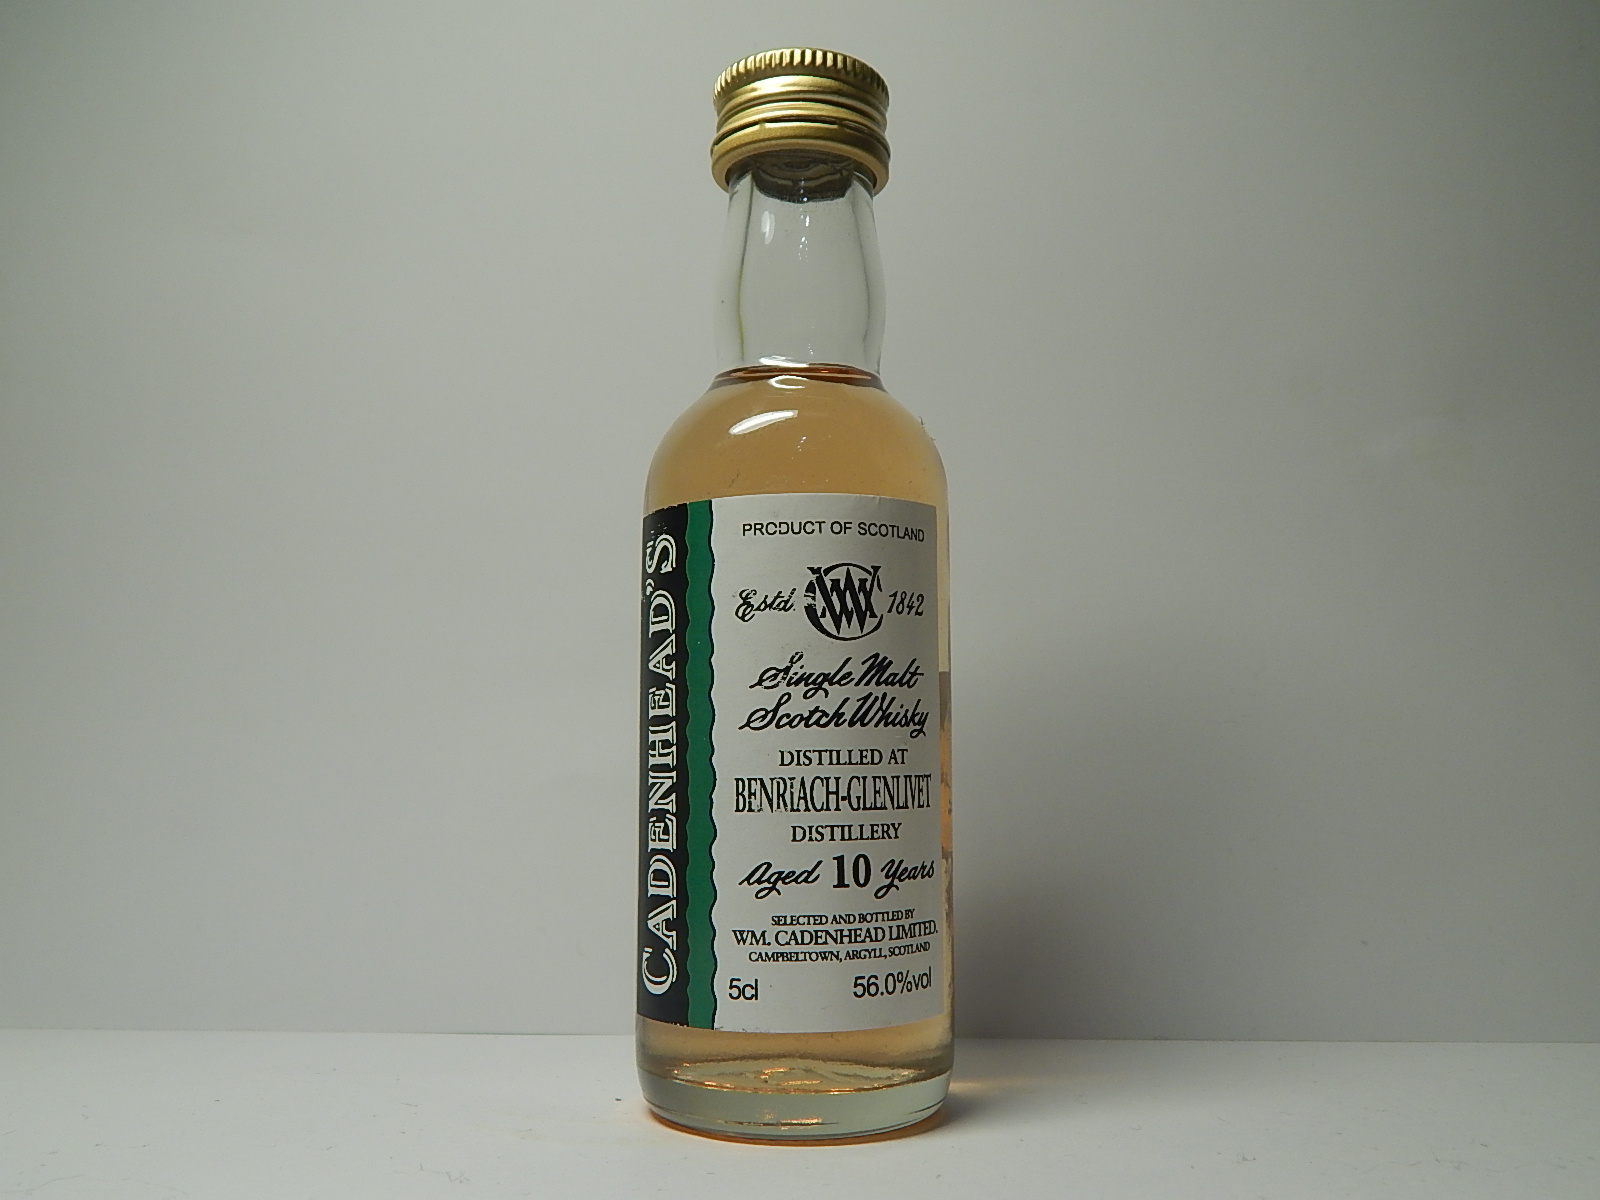 CADENHEAD'S
PRODUCT OF SCOTLAND
Estd. WMC 1842
Single Malt
Scotch Whisky
DISTILLED AT
BENRIACH-GLENLIVET
DISTILLERY
Aged 10 Years
SELECTED AND BOTTLED BY
WM. CADENHEAD LIMITED.
CAMPBELTOWN, ARGYLL, SCOTLAND
5cl 56.0%vol